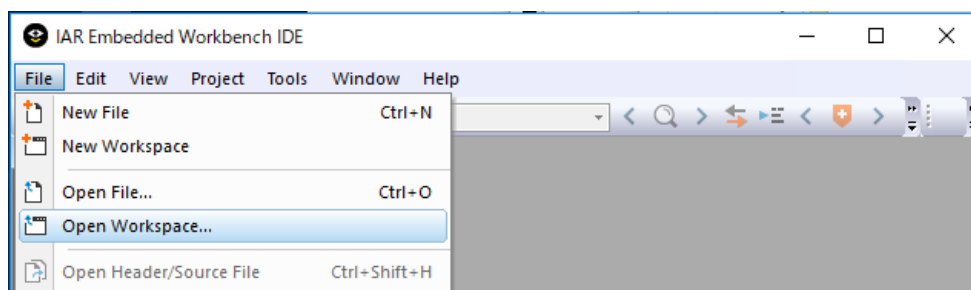 IAR Embedded Workbench IDE
File Edit View Project Tools Window Help
New File Ctrl+N
New Workspace
Open File... Ctrl+O
Open Workspace...
Open Header/Source File Ctrl+Shift+H